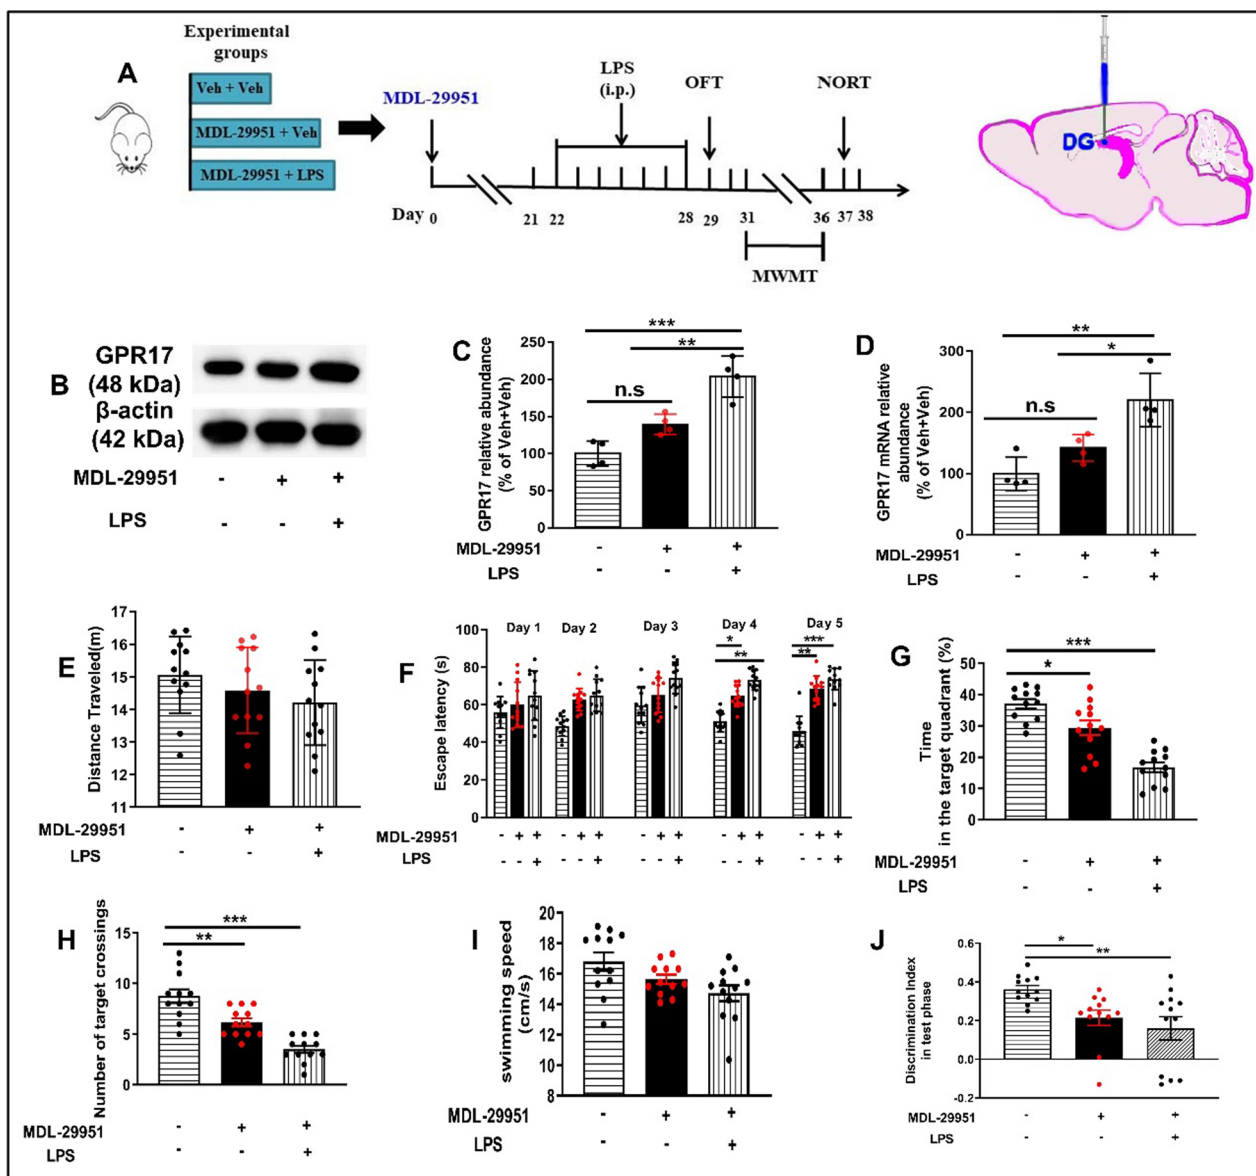 A
Experimental
groups
Veh + Veh
MDL-29951 + Veh
MDL-29951 + LPS
MDL-29951
LPS
(i.p.)
OFT
NORT
Day 0 21 22 28 29 31 36 37 38
MWMT
DG
B
GPR17
(48 kDa)
β-actin
(42 kDa)
MDL-29951 - + +
LPS - - +
C
GPR17 relative abundance
(% of Veh+Veh)
250
200
150
100
50
0
***
**
n.s
MDL-29951 - + +
LPS - - +
D
GPR17 mRNA relative
abundance
(% of Veh+Veh)
300
200
100
0
**
*
n.s
MDL-29951 - + +
LPS - - +
E
Distance Traveled(m)
17
16
15
14
13
12
11
MDL-29951 - + +
LPS - - +
F
Escape latency (s)
100
80
60
40
20
0
Day 1 Day 2 Day 3 Day 4 Day 5
* ***
** **
MDL-29951 - + + - + + - + + - + + - + +
LPS - - + - - + - - + - - + - - +
G
Time
in the target quadrant (%)
50
40
30
20
10
0
***
*
MDL-29951 - + +
LPS - - +
H
Number of target crossings
15
10
5
0
***
**
MDL-29951 - + +
LPS - - +
I
swimming speed
(cm/s)
20
18
16
14
12
10
8
MDL-29951 - + +
LPS - - +
J
Discrimination Index
in test phase
0.6
0.4
0.2
0.0
-0.2
*
**
MDL-29951 - + +
LPS - - +